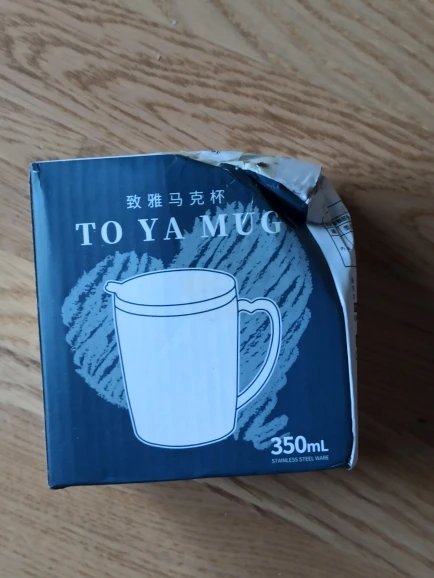 致雅马克杯
TO YA MUG
350mL
STAINLESS STEEL WARE